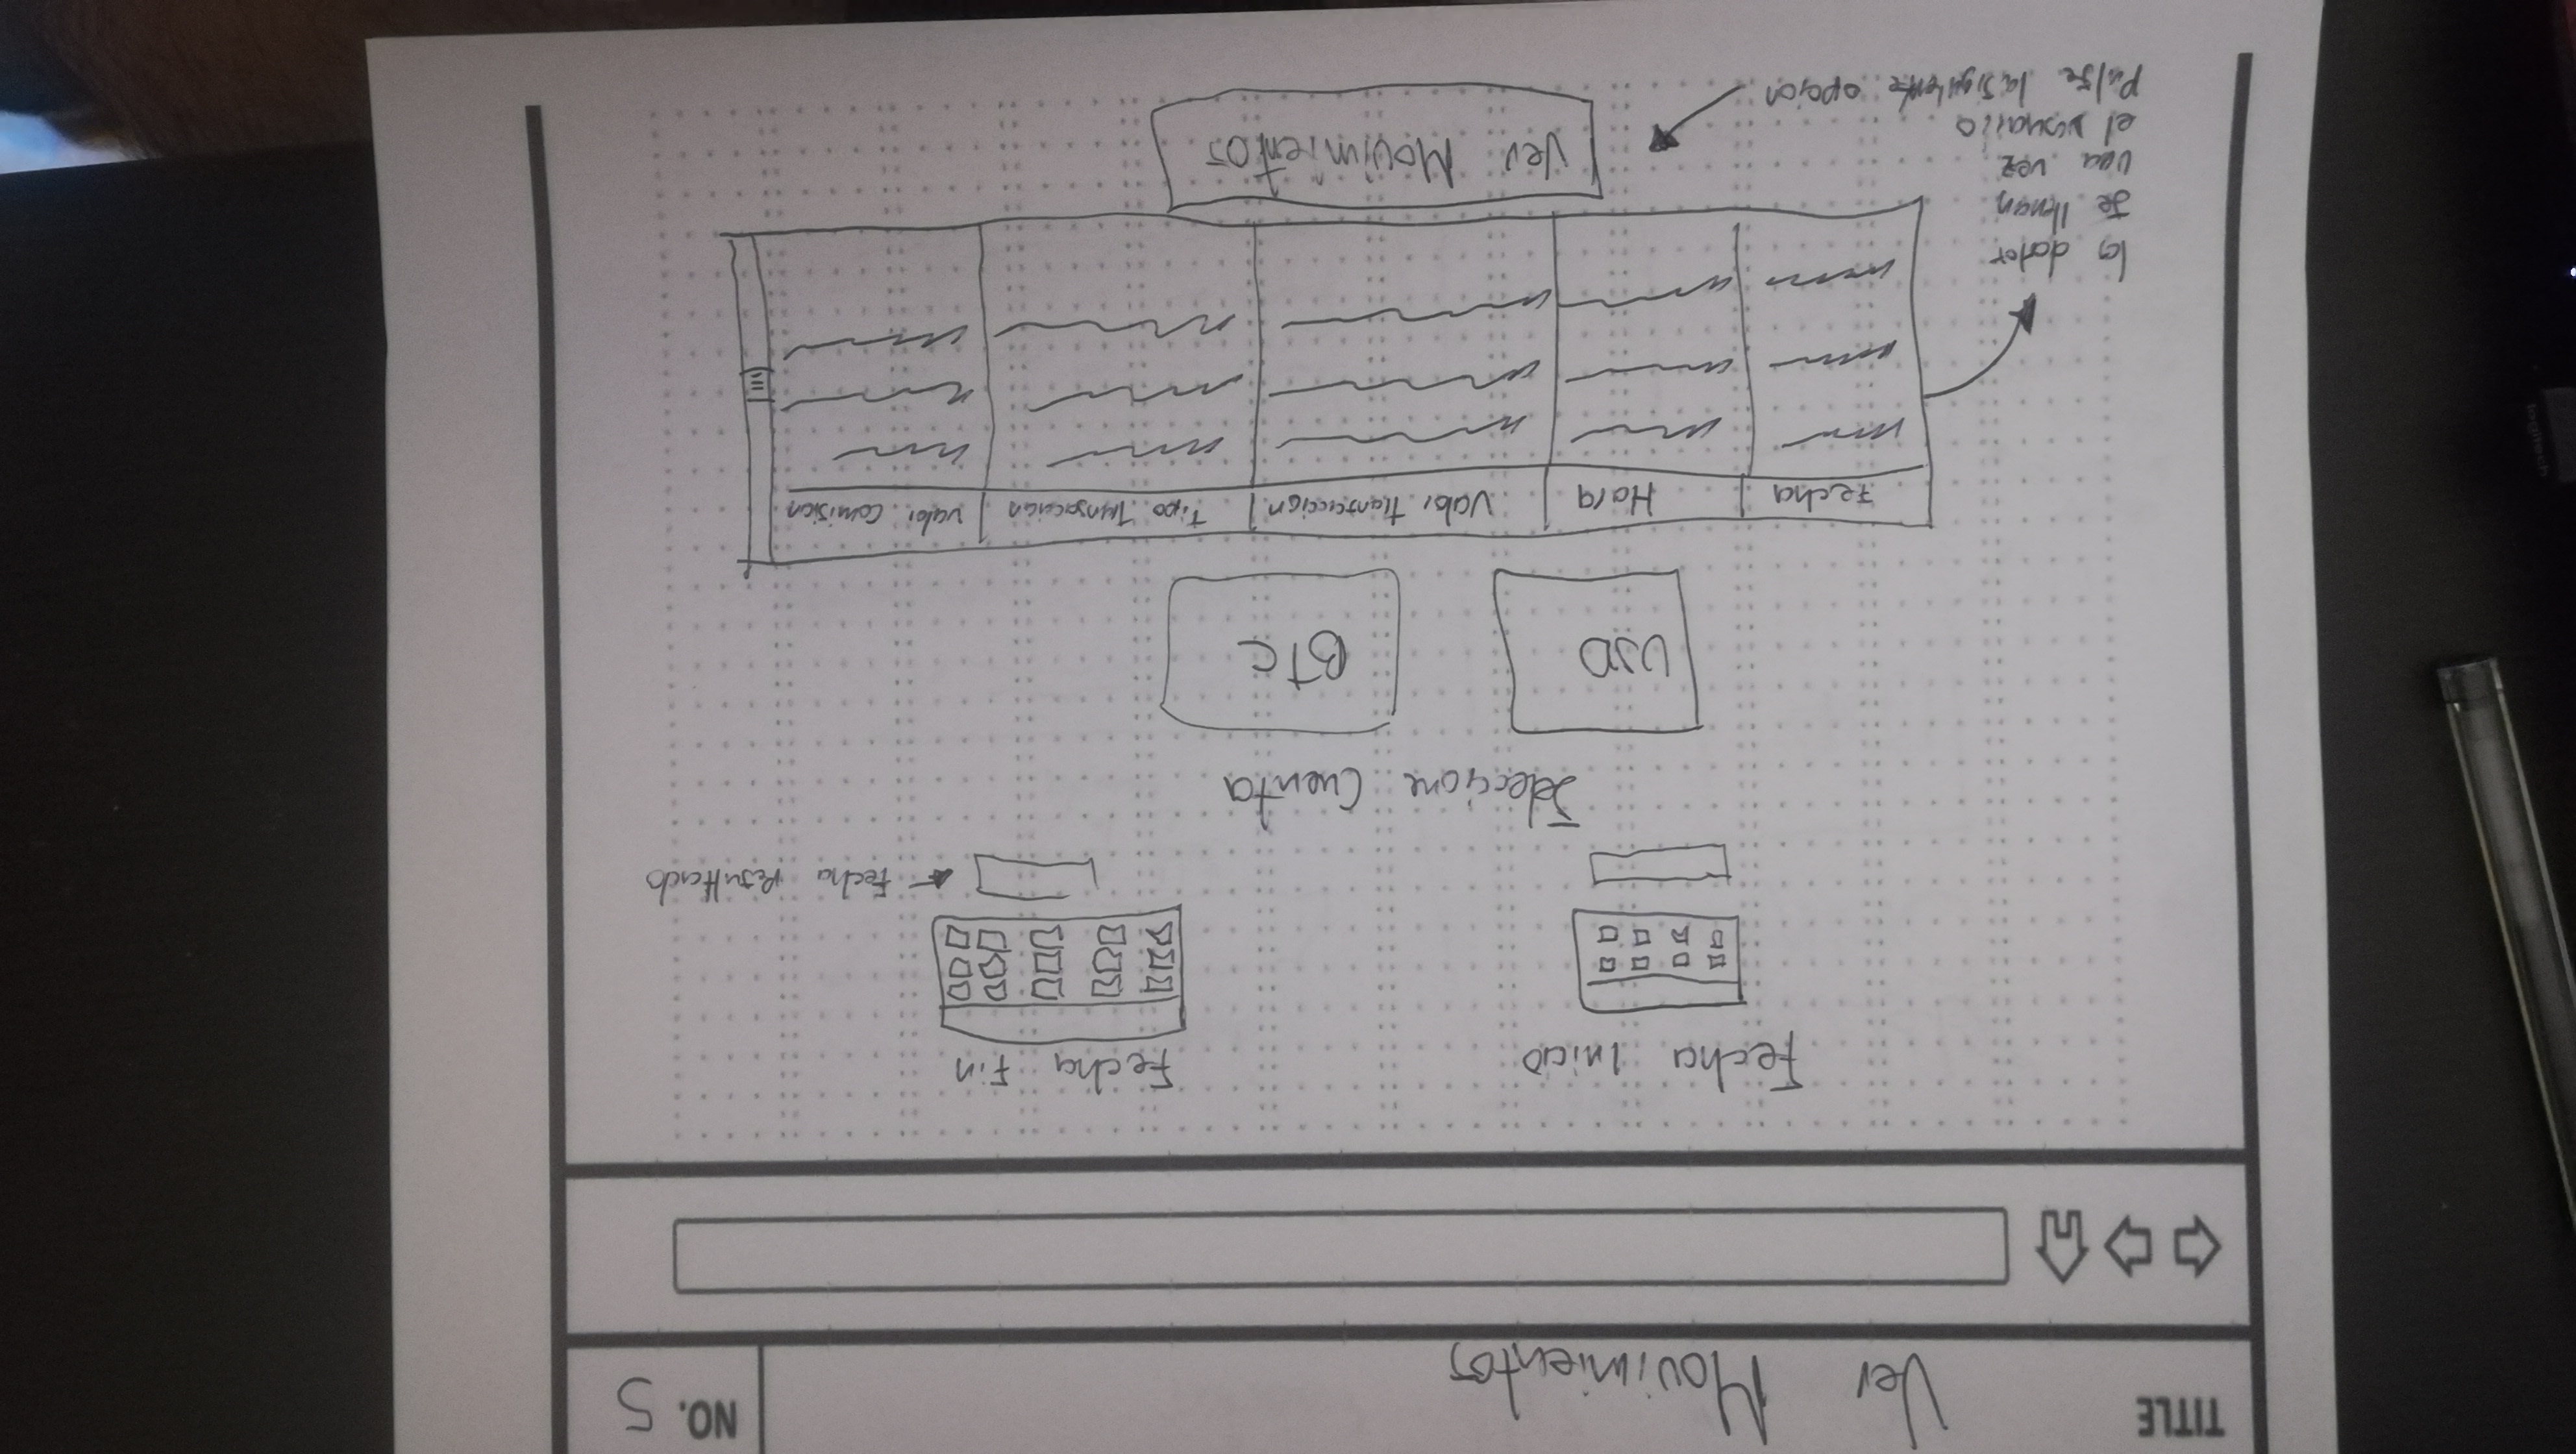 TITLE
Ver Movimientos
NO. 5
Fecha Inicio
Fecha Fin
← Fecha Resultado
Seleccione Cuenta
USD
BTC
Fecha
Hora
Valor Transaccion
Tipo Transaccion
Valor Comision
los datos
se llenan
una vez
el usuario
Pulse la siguiente opcion
Ver Movimientos